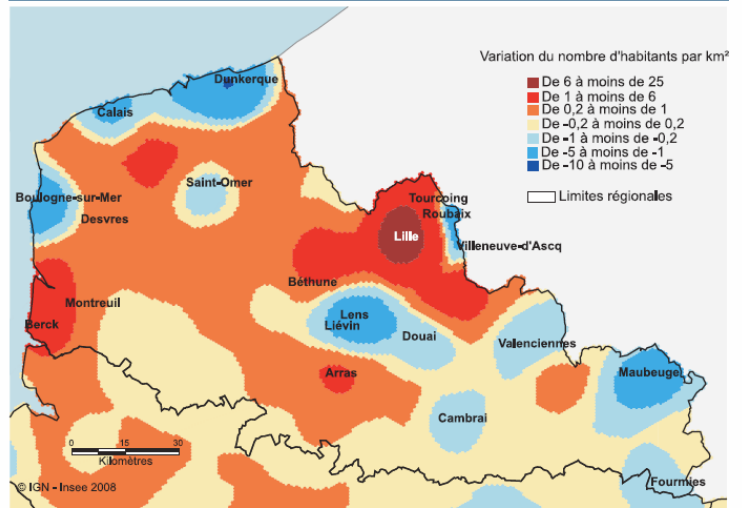 Variation du nombre d'habitants par km²
De 6 à moins de 25
De 1 à moins de 6
De 0,2 à moins de 1
De -0,2 à moins de 0,2
De -1 à moins de -0,2
De -5 à moins de -1
De -10 à moins de -5
Limites régionales
Dunkerque
Calais
Saint-Omer
Boulogne-sur-Mer
Desvres
Tourcoing
Roubaix
Lille
Villeneuve-d'Ascq
Béthune
Montreuil
Berck
Lens
Liévin
Douai
Valenciennes
Arras
Maubeuge
Cambrai
0 15 30
Kilomètres
Fournies
© IGN - Insee 2008